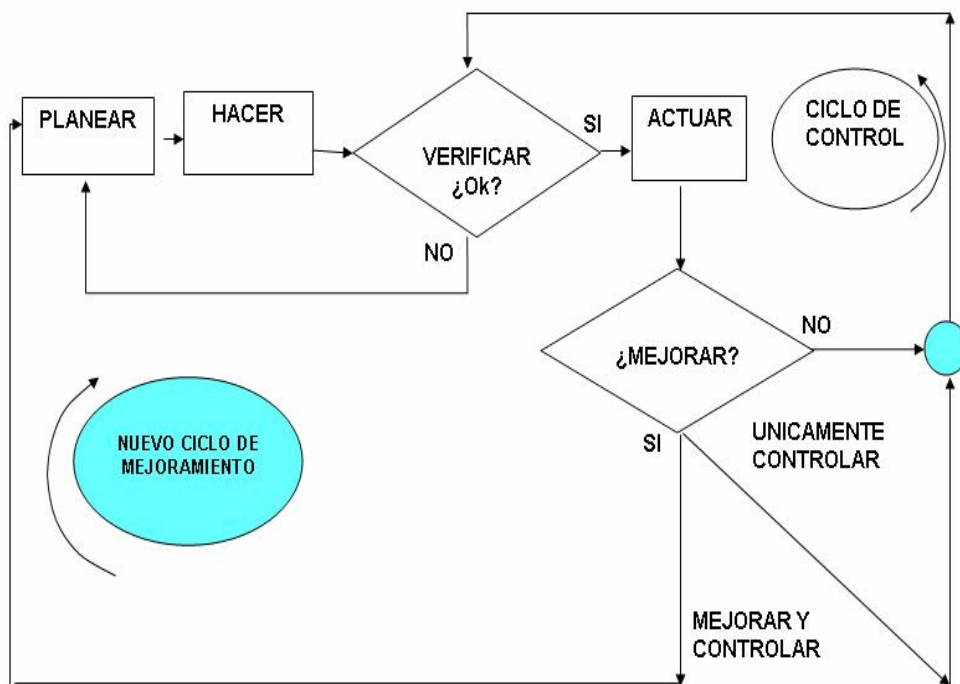 PLANEAR
HACER
VERIFICAR
¿Ok?
SI
NO
ACTUAR
CICLO DE
CONTROL
¿MEJORAR?
NO
SI
UNICAMENTE
CONTROLAR
MEJORAR Y
CONTROLAR
NUEVO CICLO DE
MEJORAMIENTO